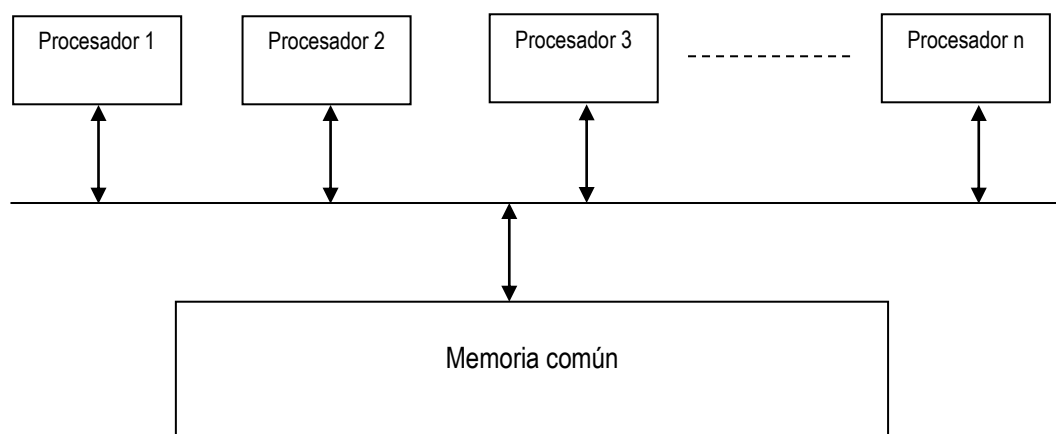 Procesador 1
Procesador 2
Procesador 3
Procesador n
Memoria común